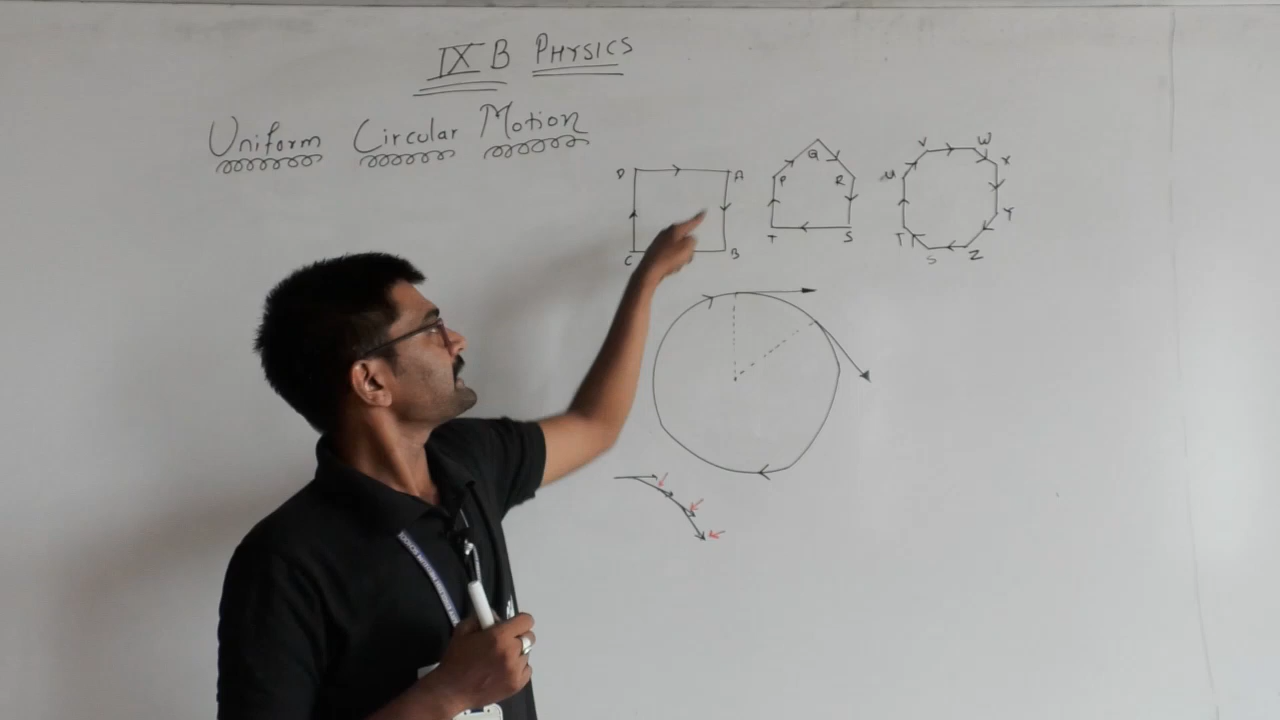 IX B PHYSICS
Uniform Circular Motion
D A
C B
Q
P R
T S
V W
U X
T Y
S Z